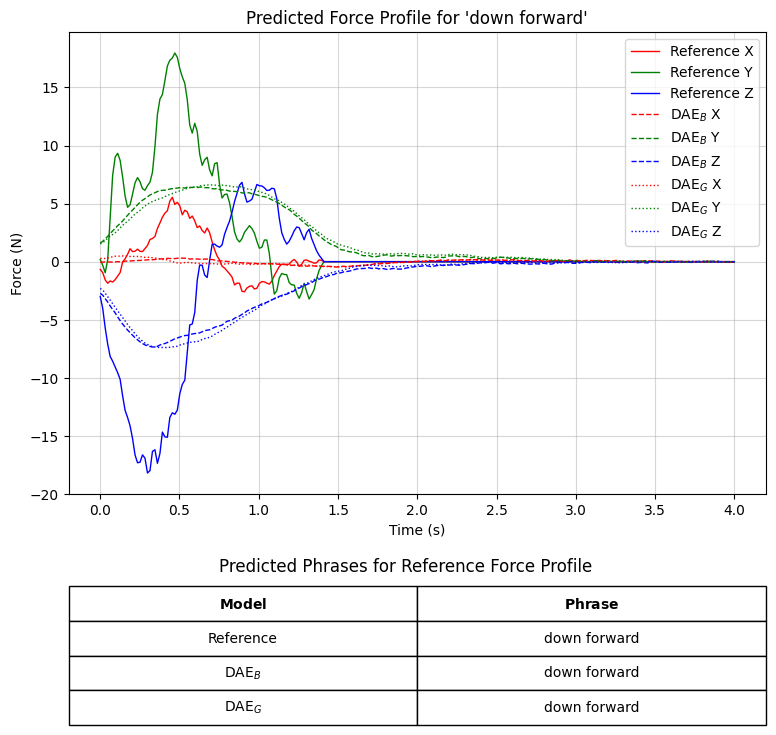 Predicted Force Profile for 'down forward'
Force (N)
15
10
5
0
−5
−10
−15
−20
Reference X
Reference Y
Reference Z
DAE_B X
DAE_B Y
DAE_B Z
DAE_G X
DAE_G Y
DAE_G Z
0.0 0.5 1.0 1.5 2.0 2.5 3.0 3.5 4.0
Time (s)
Predicted Phrases for Reference Force Profile
Model Phrase
Reference down forward
DAE_B down forward
DAE_G down forward